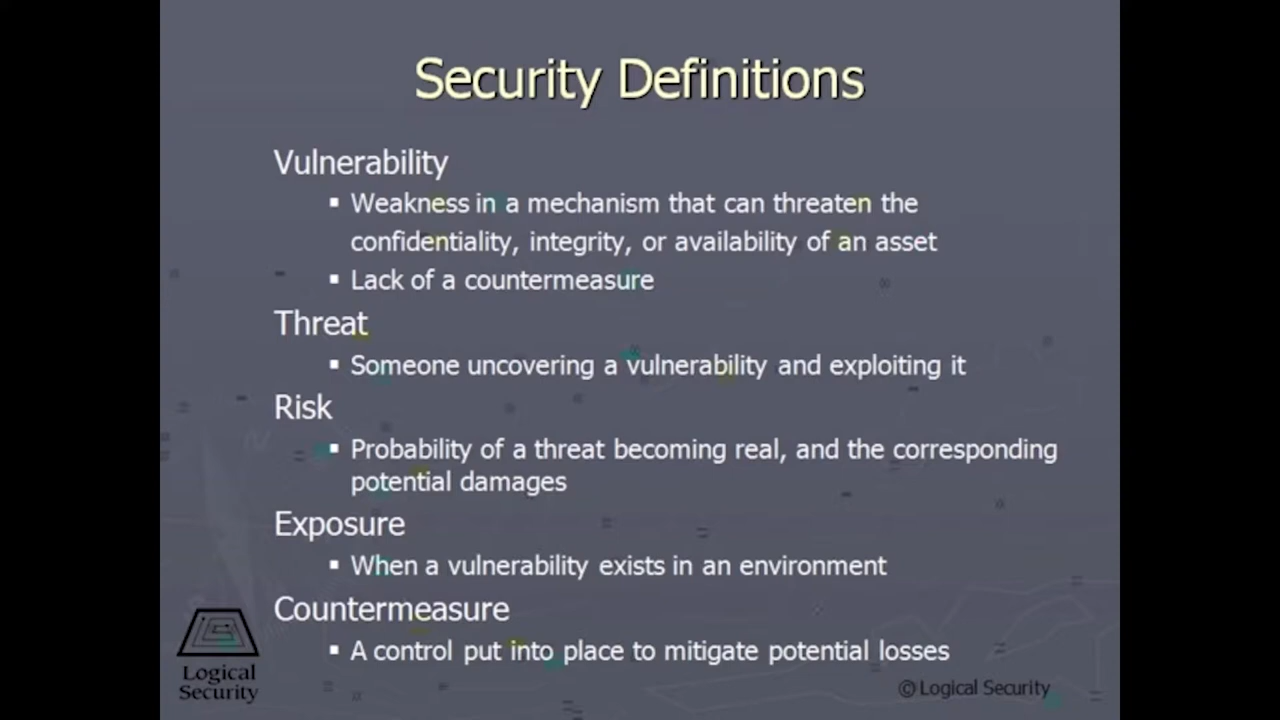 Security Definitions
Vulnerability
▪ Weakness in a mechanism that can threaten the
confidentiality, integrity, or availability of an asset
▪ Lack of a countermeasure
Threat
▪ Someone uncovering a vulnerability and exploiting it
Risk
▪ Probability of a threat becoming real, and the corresponding
potential damages
Exposure
▪ When a vulnerability exists in an environment
Countermeasure
▪ A control put into place to mitigate potential losses
Logical
Security
© Logical Security